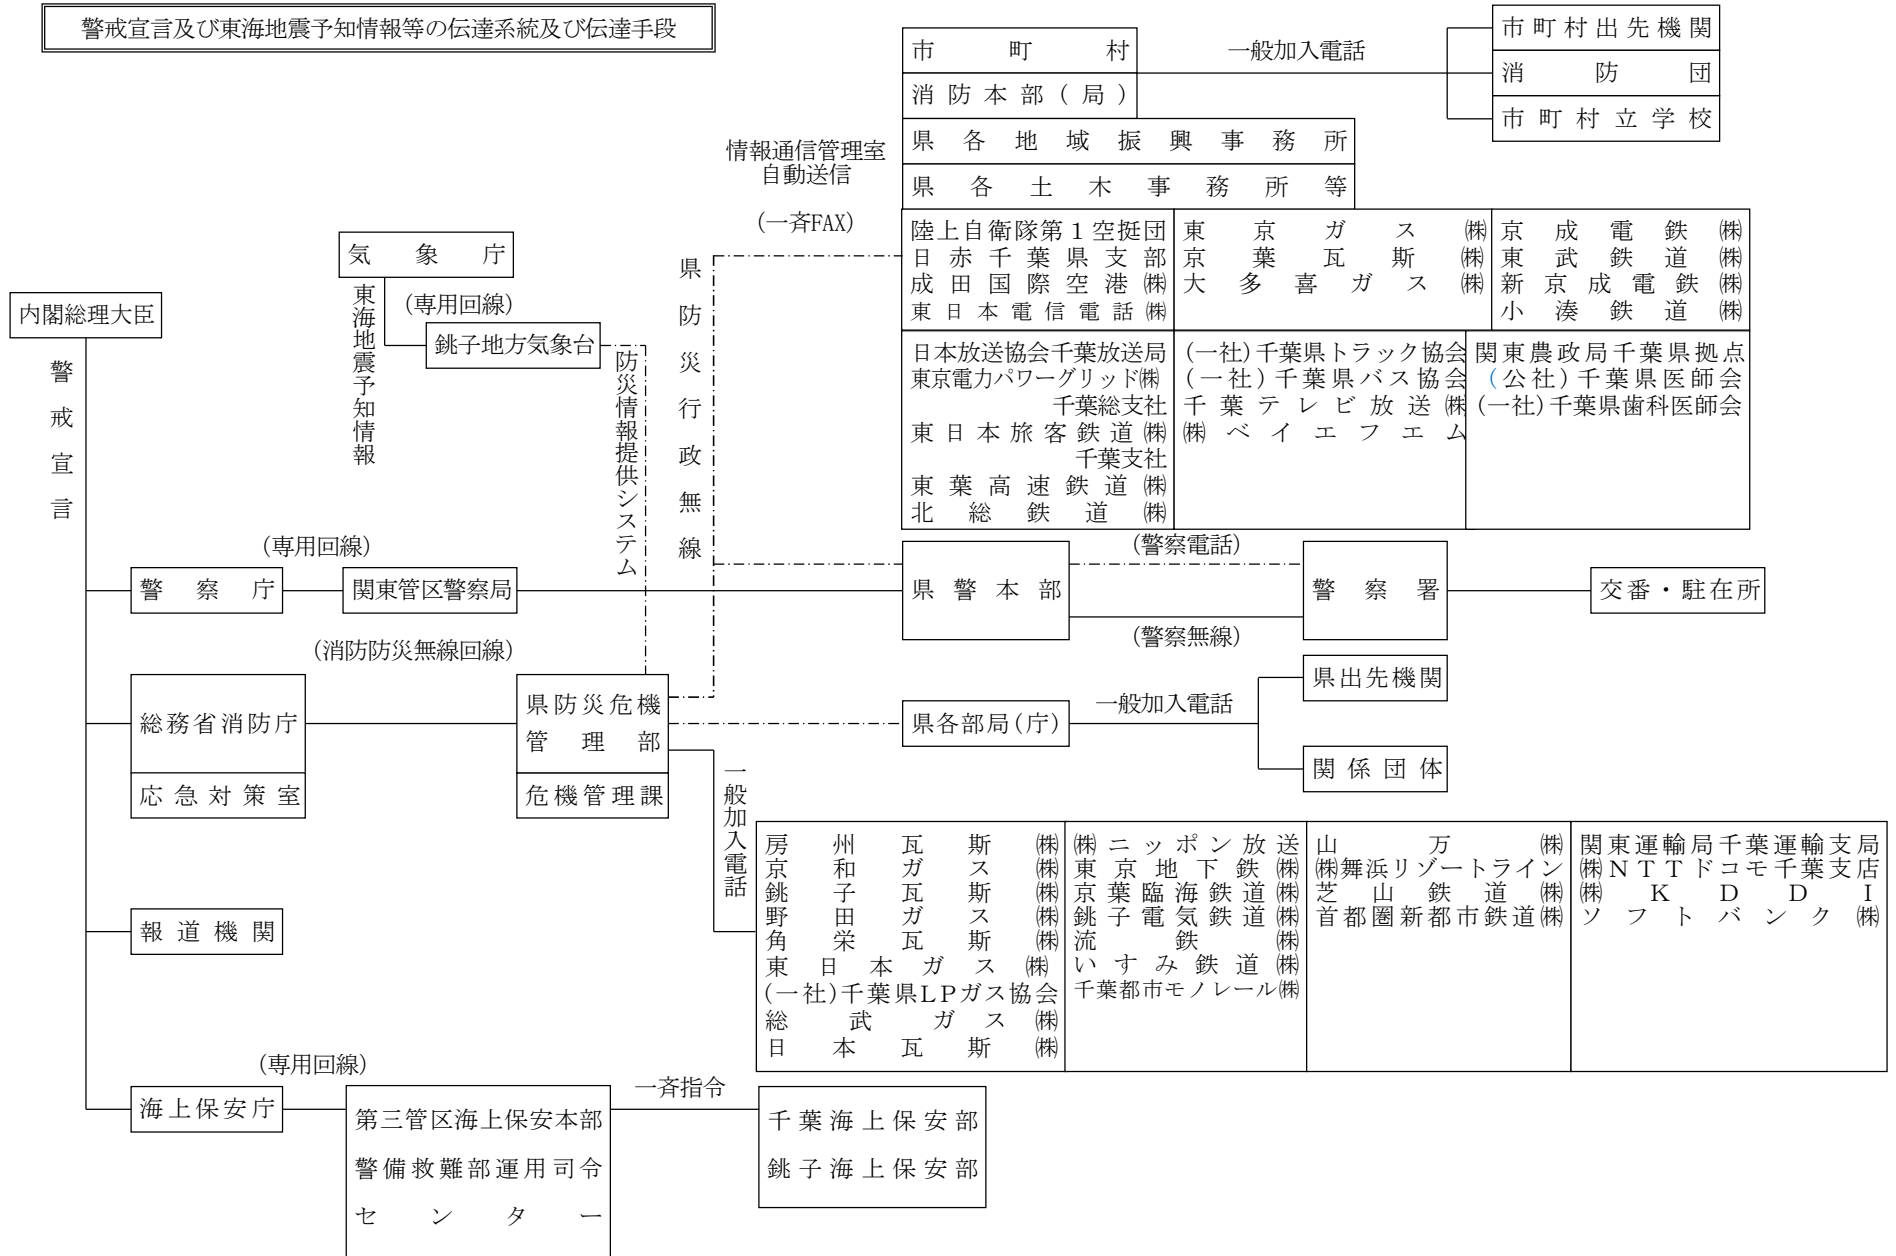 警戒宣言及び東海地震予知情報等の伝達系統及び伝達手段
市町村
消防本部(局)
一般加入電話
市町村出先機関
消防団
市町村立学校
県各地域振興事務所
県各土木事務所等
情報通信管理室
自動送信
(一斉FAX)
陸上自衛隊第1空挺団
日赤千葉県支部
成田国際空港㈱
東日本電信電話㈱
東京ガス㈱
京葉瓦斯㈱
大多喜ガス㈱
京成電鉄㈱
東武鉄道㈱
新京成電鉄㈱
小湊鉄道㈱
日本放送協会千葉放送局
東京電力パワーグリッド㈱
千葉総支社
東日本旅客鉄道㈱
千葉支社
東葉高速鉄道㈱
北総鉄道㈱
(一社)千葉県トラック協会
(一社)千葉県バス協会
千葉テレビ放送㈱
㈱ベイエフエム
関東農政局千葉県拠点
(公社)千葉県医師会
(一社)千葉県歯科医師会
気象庁
東海地震予知情報
(専用回線)
銚子地方気象台
防災情報提供システム
県防災行政無線
内閣総理大臣
警戒宣言
(専用回線)
警察庁
関東管区警察局
県警本部
(警察電話)
(警察無線)
警察署
交番・駐在所
(消防防災無線回線)
総務省消防庁
応急対策室
県防災危機
管理部
危機管理課
県各部局(庁)
一般加入電話
県出先機関
関係団体
一般加入電話
房州瓦斯㈱
京和ガス㈱
銚子瓦斯㈱
野田ガス㈱
角栄瓦斯㈱
東日本ガス㈱
(一社)千葉県LPガス協会
総武ガス㈱
日本瓦斯㈱
㈱ニッポン放送
東京地下鉄㈱
京葉臨海鉄道㈱
銚子電気鉄道㈱
流鉄㈱
いすみ鉄道㈱
千葉都市モノレール㈱
山万㈱
㈱舞浜リゾートライン
芝山鉄道㈱
首都圏新都市鉄道㈱
関東運輸局千葉運輸支局
㈱NTTドコモ千葉支店
㈱KDDI
ソフトバンク㈱
報道機関
海上保安庁
(専用回線)
第三管区海上保安本部
警備救難部運用司令
センター
一斉指令
千葉海上保安部
銚子海上保安部